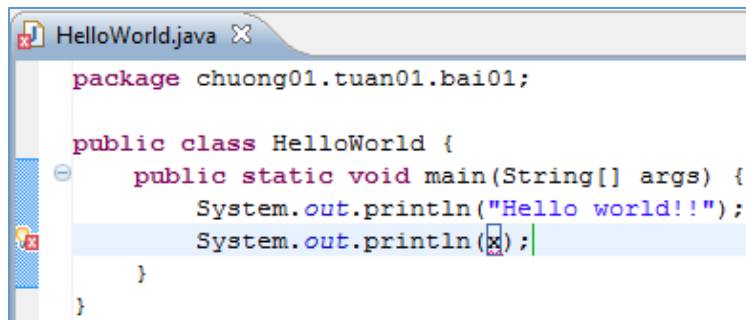 HelloWorld.java
package chuong01.tuan01.bai01;
public class HelloWorld {
public static void main(String[] args) {
System.out.println("Hello world!!");
System.out.println(x);
}
}